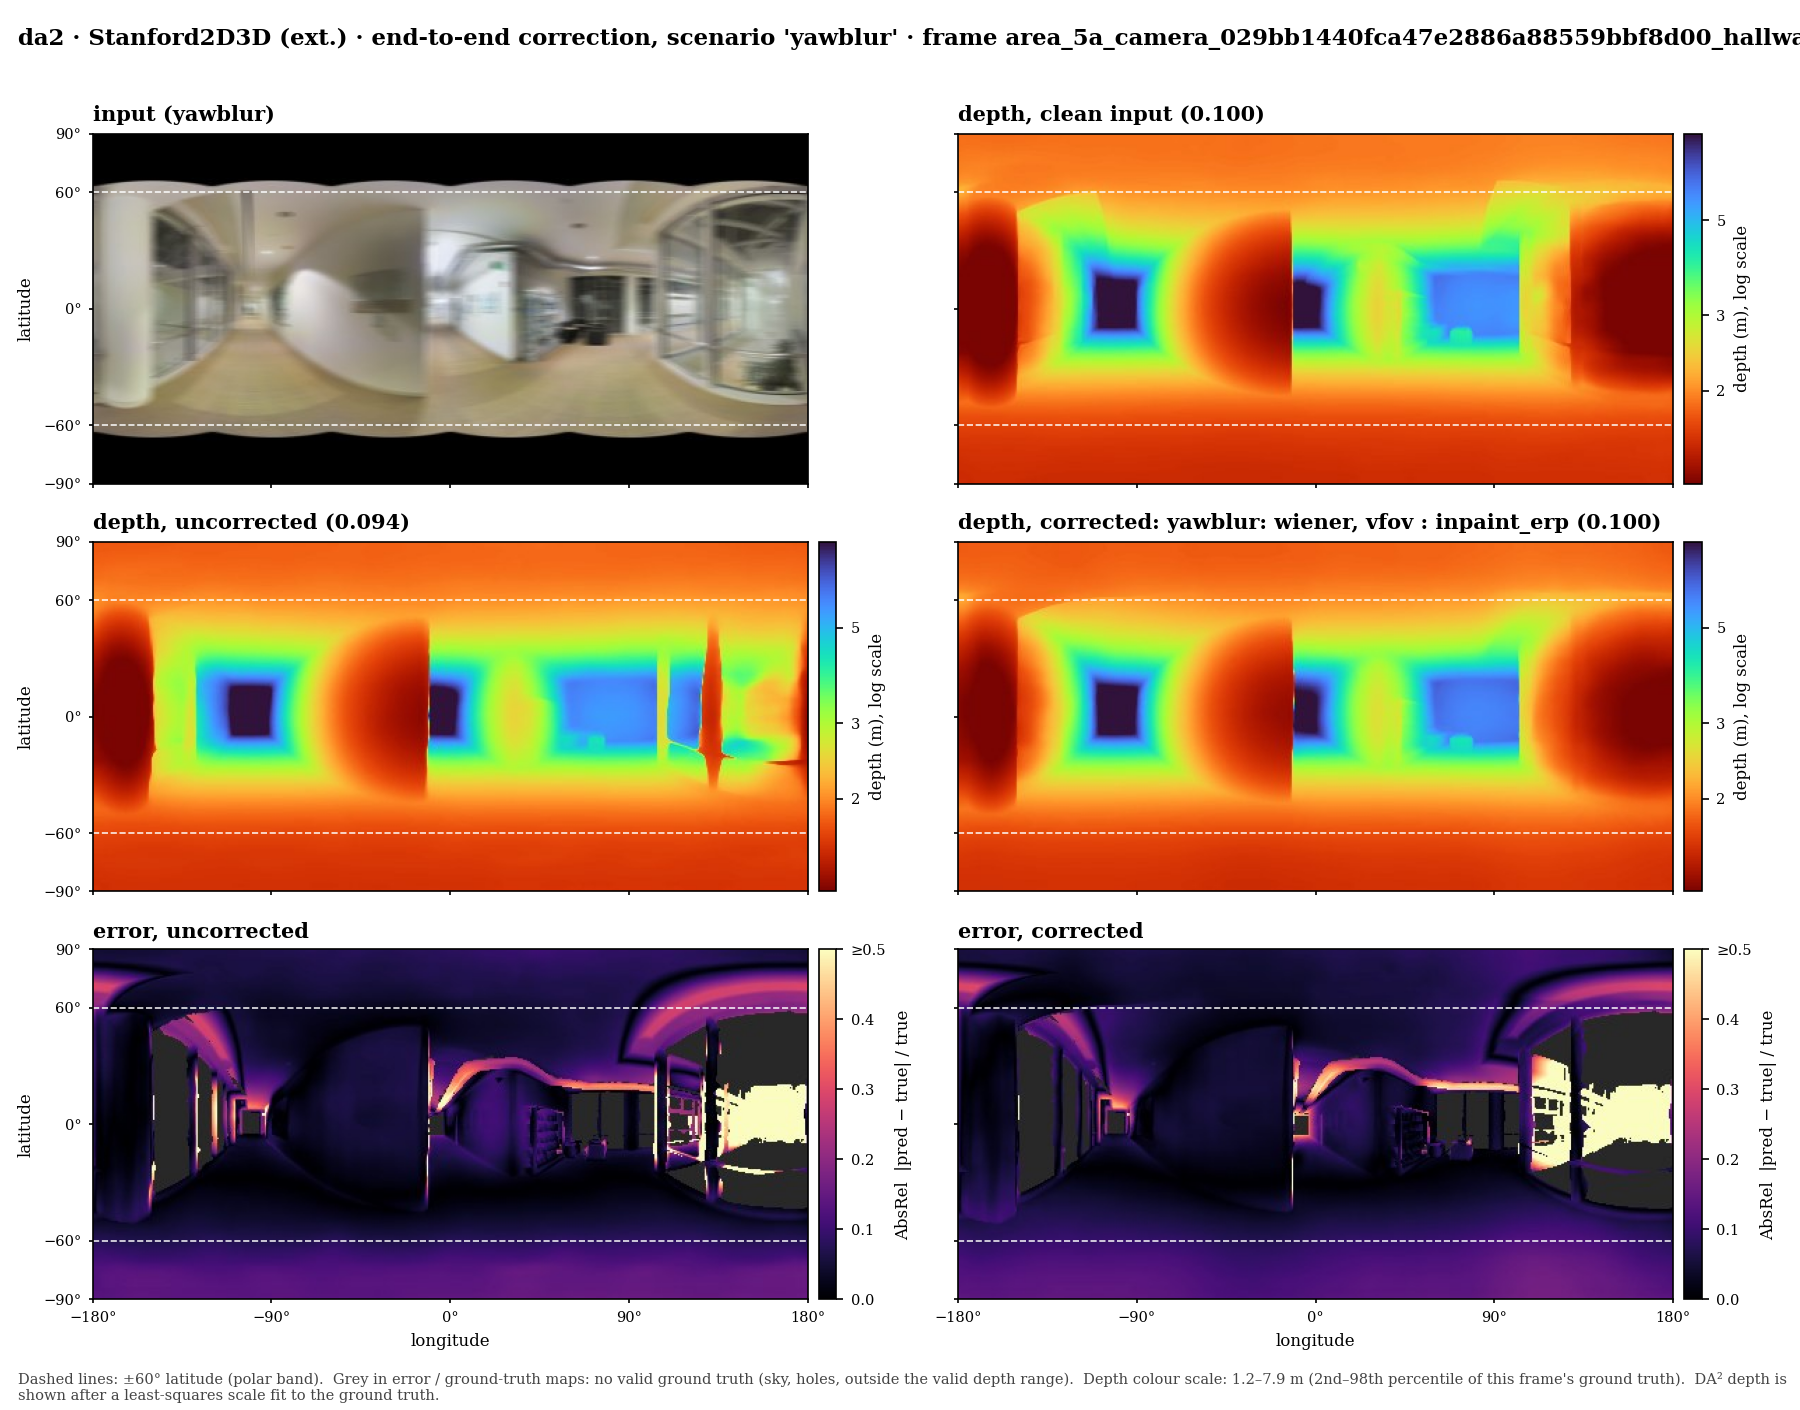 da2 · Stanford2D3D (ext.) · end-to-end correction, scenario 'yawblur' · frame area_5a_camera_029bb1440fca47e2886a88559bbf8d00_hallwa
input (yawblur)
depth, clean input (0.100)
90°
60°
0°
−60°
−90°
latitude
5
3
2
depth (m), log scale
depth, uncorrected (0.094)
depth, corrected: yawblur: wiener, vfov : inpaint_erp (0.100)
90°
60°
0°
−60°
−90°
latitude
5
3
2
depth (m), log scale
5
3
2
depth (m), log scale
error, uncorrected
error, corrected
90°
60°
0°
−60°
−90°
latitude
≥0.5
0.4
0.3
0.2
0.1
0.0
AbsRel |pred − true| / true
≥0.5
0.4
0.3
0.2
0.1
0.0
AbsRel |pred − true| / true
−180°
−90°
0°
90°
180°
longitude
−180°
−90°
0°
90°
180°
longitude
Dashed lines: ±60° latitude (polar band). Grey in error / ground-truth maps: no valid ground truth (sky, holes, outside the valid depth range). Depth colour scale: 1.2–7.9 m (2nd–98th percentile of this frame's ground truth). DA² depth is
shown after a least-squares scale fit to the ground truth.